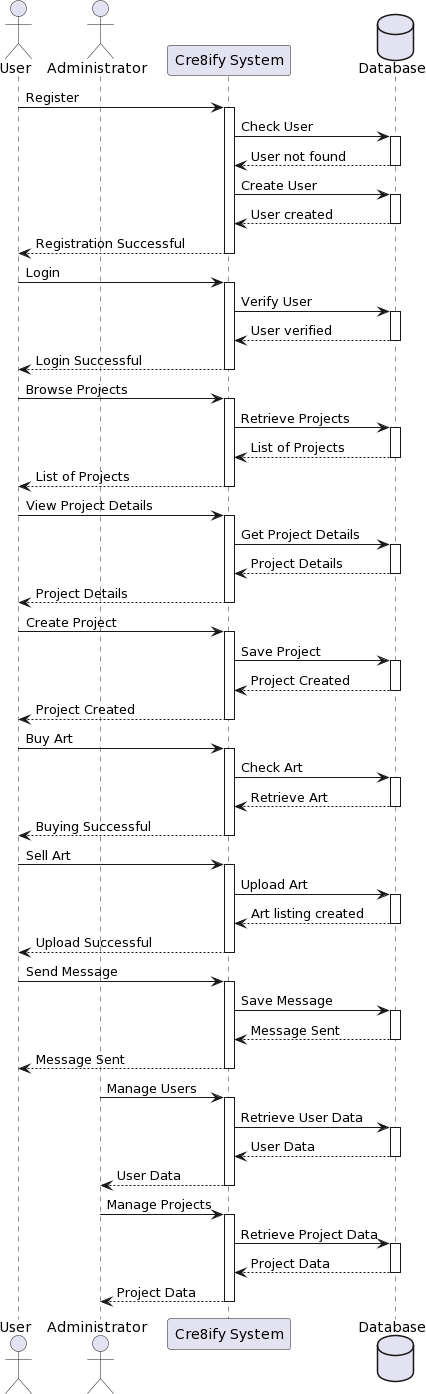 User
Administrator
Cre8ify System
Database
Register
Check User
User not found
Create User
User created
Registration Successful
Login
Verify User
User verified
Login Successful
Browse Projects
Retrieve Projects
List of Projects
List of Projects
View Project Details
Get Project Details
Project Details
Project Details
Create Project
Save Project
Project Created
Project Created
Buy Art
Check Art
Retrieve Art
Buying Successful
Sell Art
Upload Art
Art listing created
Upload Successful
Send Message
Save Message
Message Sent
Message Sent
Manage Users
Retrieve User Data
User Data
User Data
Manage Projects
Retrieve Project Data
Project Data
Project Data
User
Administrator
Cre8ify System
Database